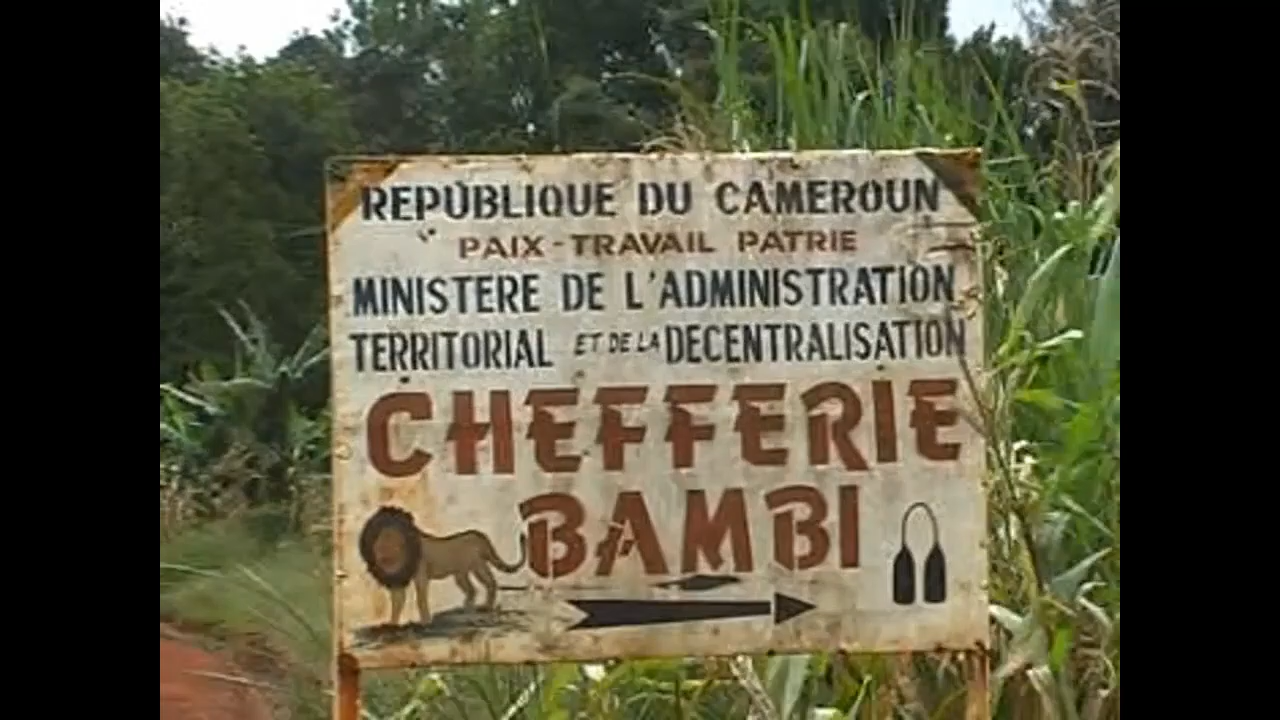 REPUBLIQUE DU CAMEROUN
PAIX-TRAVAIL PATRIE
MINISTERE DE L'ADMINISTRATION
TERRITORIAL ET DE LA DECENTRALISATION
CHEFFERIE
BAMBI